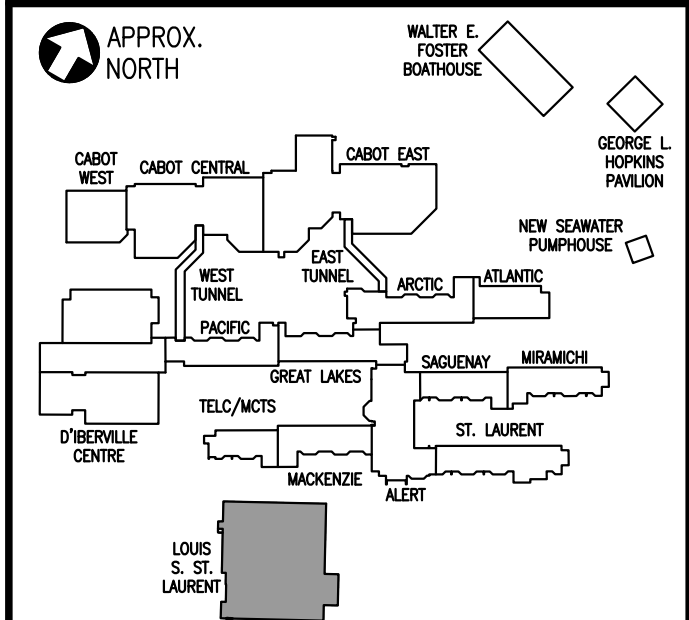 APPROX.
NORTH
WALTER E.
FOSTER
BOATHOUSE
GEORGE L.
HOPKINS
PAVILION
CABOT
WEST
CABOT CENTRAL
CABOT EAST
NEW SEAWATER
PUMPHOUSE
WEST
TUNNEL
EAST
TUNNEL
ARCTIC
ATLANTIC
PACIFIC
GREAT LAKES
SAGUENAY
MIRAMICHI
TELC/MCTS
D'IBERVILLE
CENTRE
ST. LAURENT
MACKENZIE
ALERT
LOUIS
S. ST.
LAURENT